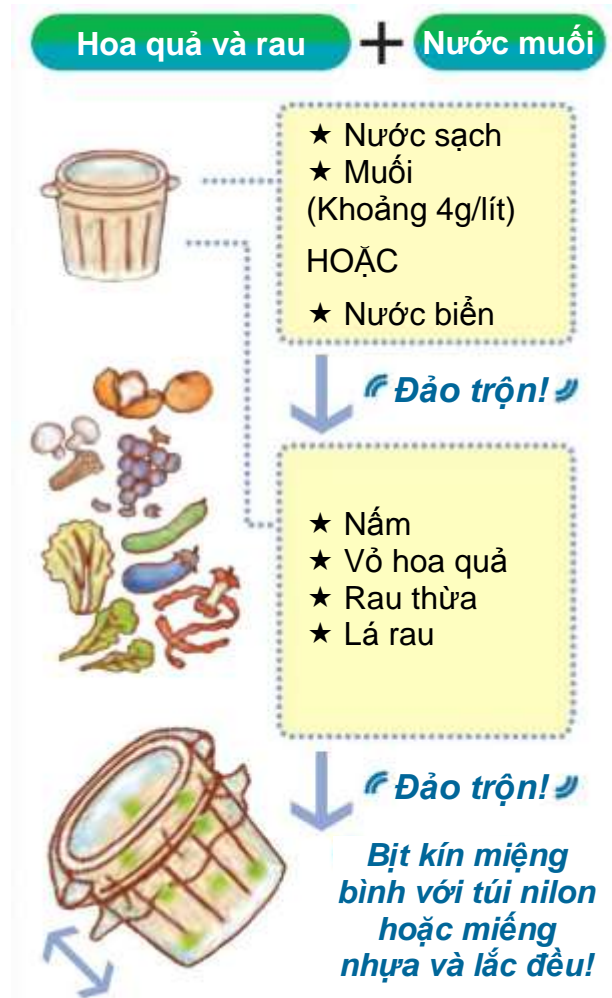 Hoa quả và rau + Nước muối
★ Nước sạch
★ Muối
(Khoảng 4g/lít)
HOẶC
★ Nước biển
Đảo trộn!
★ Nấm
★ Vỏ hoa quả
★ Rau thừa
★ Lá rau
Đảo trộn!
Bịt kín miệng
bình với túi nilon
hoặc miếng
nhựa và lắc đều!